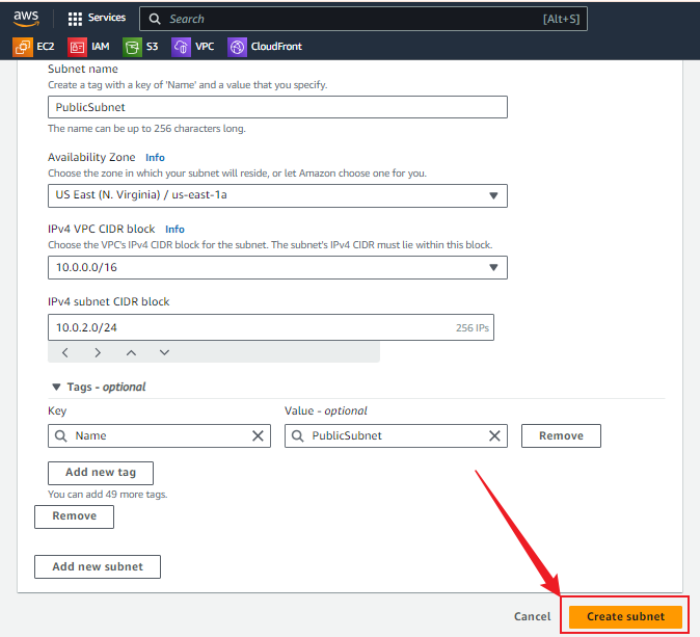 aws
Services
Search
[Alt+S]
EC2
IAM
S3
VPC
CloudFront
Subnet name
Create a tag with a key of 'Name' and a value that you specify.
PublicSubnet
The name can be up to 256 characters long.
Availability Zone Info
Choose the zone in which your subnet will reside, or let Amazon choose one for you.
US East (N. Virginia) / us-east-1a
IPv4 VPC CIDR block Info
Choose the VPC's IPv4 CIDR block for the subnet. The subnet's IPv4 CIDR must lie within this block.
10.0.0.0/16
IPv4 subnet CIDR block
10.0.2.0/24
256 IPs
Tags - optional
Key
Value - optional
Name
PublicSubnet
Remove
Add new tag
You can add 49 more tags.
Remove
Add new subnet
Cancel
Create subnet